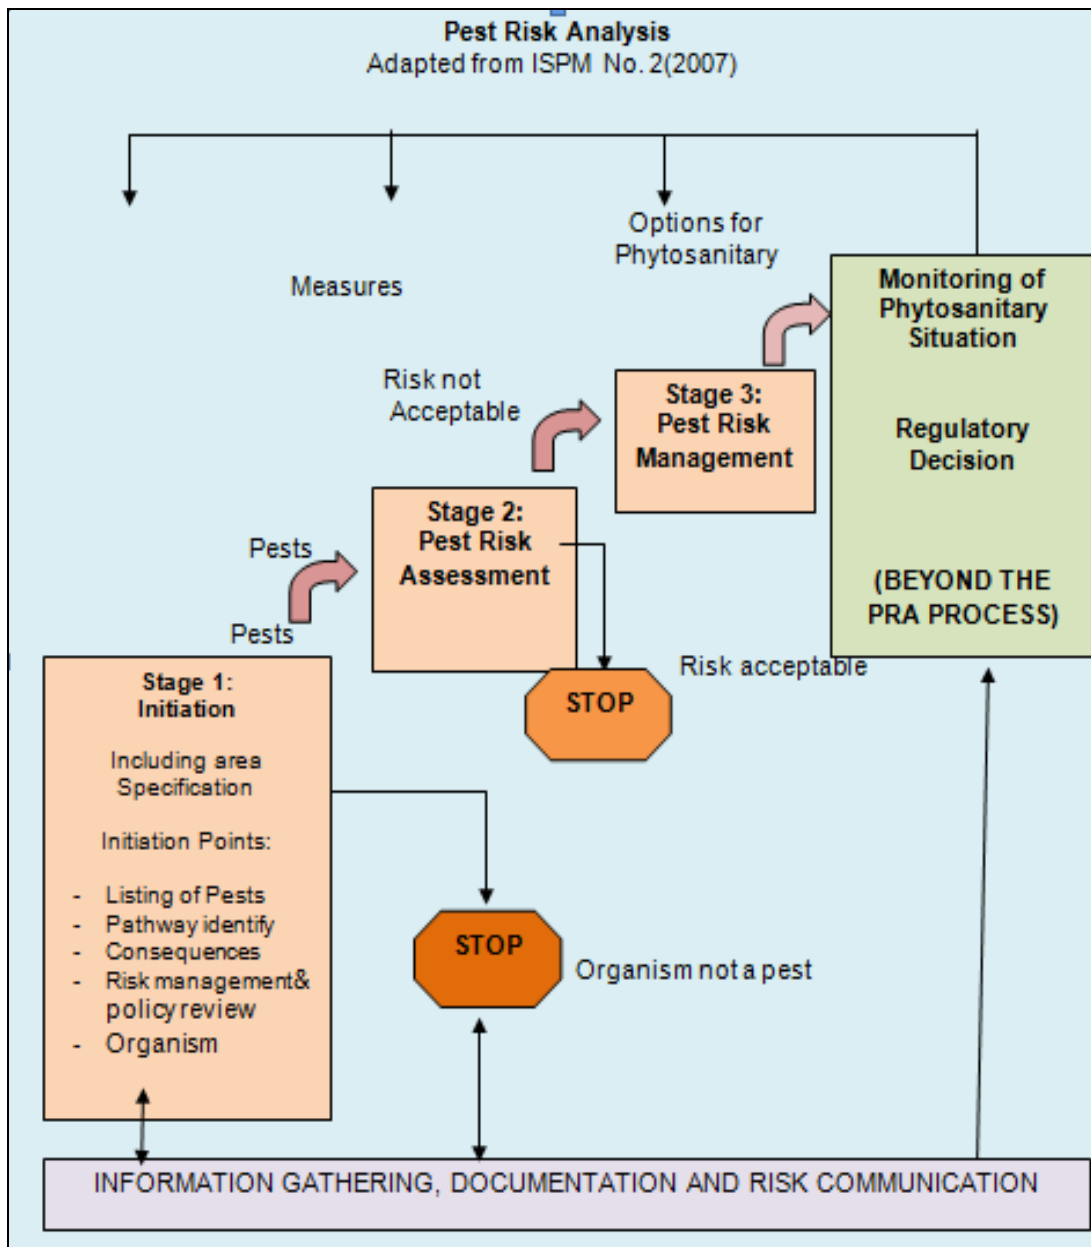 Pest Risk Analysis
Adapted from ISPM No. 2(2007)
Options for
Phytosanitary
Measures
Monitoring of
Phytosanitary
Situation
Regulatory
Decision
(BEYOND THE
PRA PROCESS)
Risk not
Acceptable
Stage 3:
Pest Risk
Management
Stage 2:
Pest Risk
Assessment
Pests
Pests
Risk acceptable
STOP
Stage 1:
Initiation
Including area
Specification
Initiation Points:
- Listing of Pests
- Pathway identify
- Consequences
- Risk management&
policy review
- Organism
STOP
Organism not a pest
INFORMATION GATHERING, DOCUMENTATION AND RISK COMMUNICATION